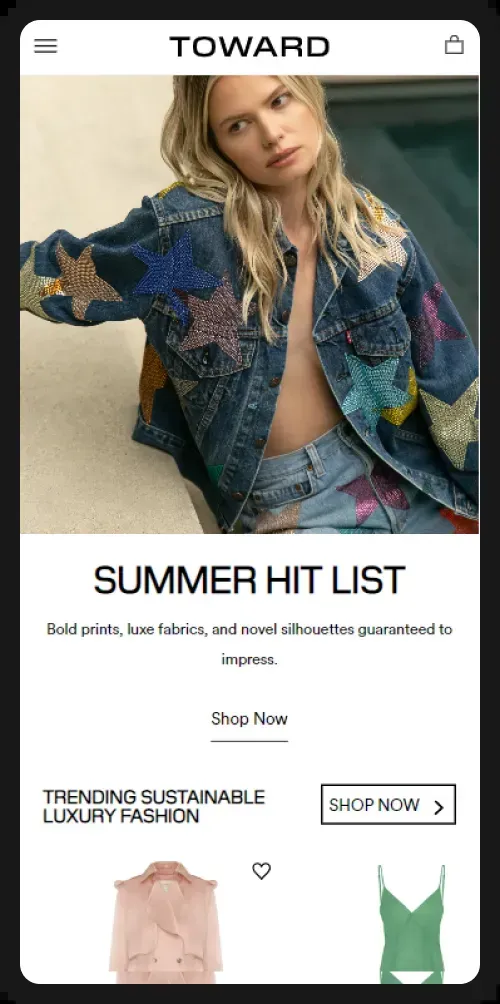 TOWARD
SUMMER HIT LIST
Bold prints, luxe fabrics, and novel silhouettes guaranteed to
impress.
Shop Now
TRENDING SUSTAINABLE
LUXURY FASHION
SHOP NOW